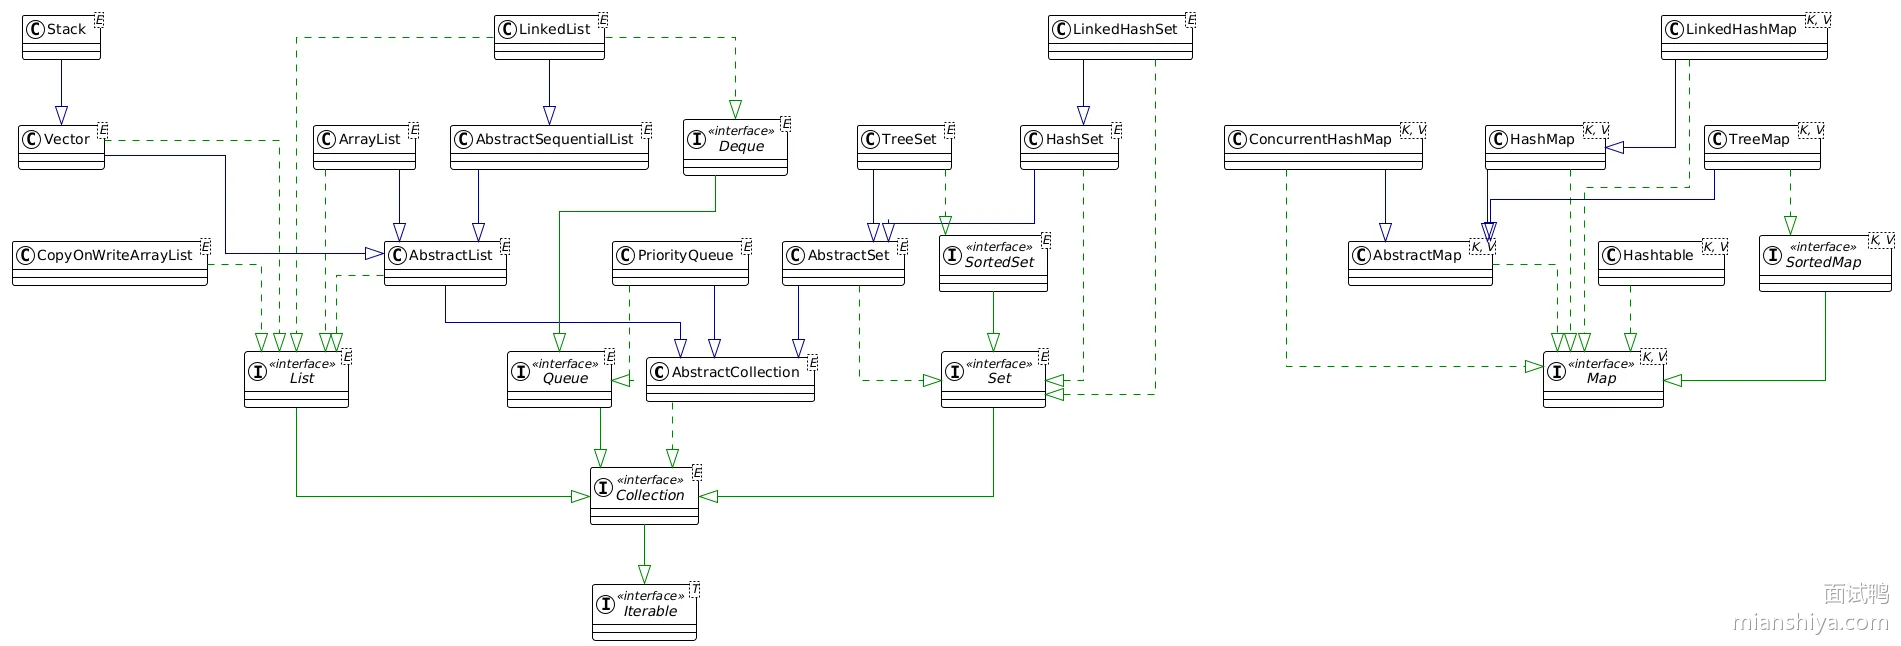 C Stack E
C LinkedList E
C LinkedHashSet E
C LinkedHashMap K, V
C Vector E
C ArrayList E
C AbstractSequentialList E
«interface»
I Deque E
C TreeSet E
C HashSet E
C ConcurrentHashMap K, V
C HashMap K, V
C TreeMap K, V
C CopyOnWriteArrayList E
C AbstractList E
C PriorityQueue E
C AbstractSet E
«interface»
I SortedSet E
C AbstractMap K, V
C Hashtable K, V
«interface»
I SortedMap K, V
«interface»
I List E
«interface»
I Queue E
C AbstractCollection E
«interface»
I Set E
«interface»
I Map K, V
«interface»
I Collection E
«interface»
I Iterable T
面试鸭
mianshiya.com